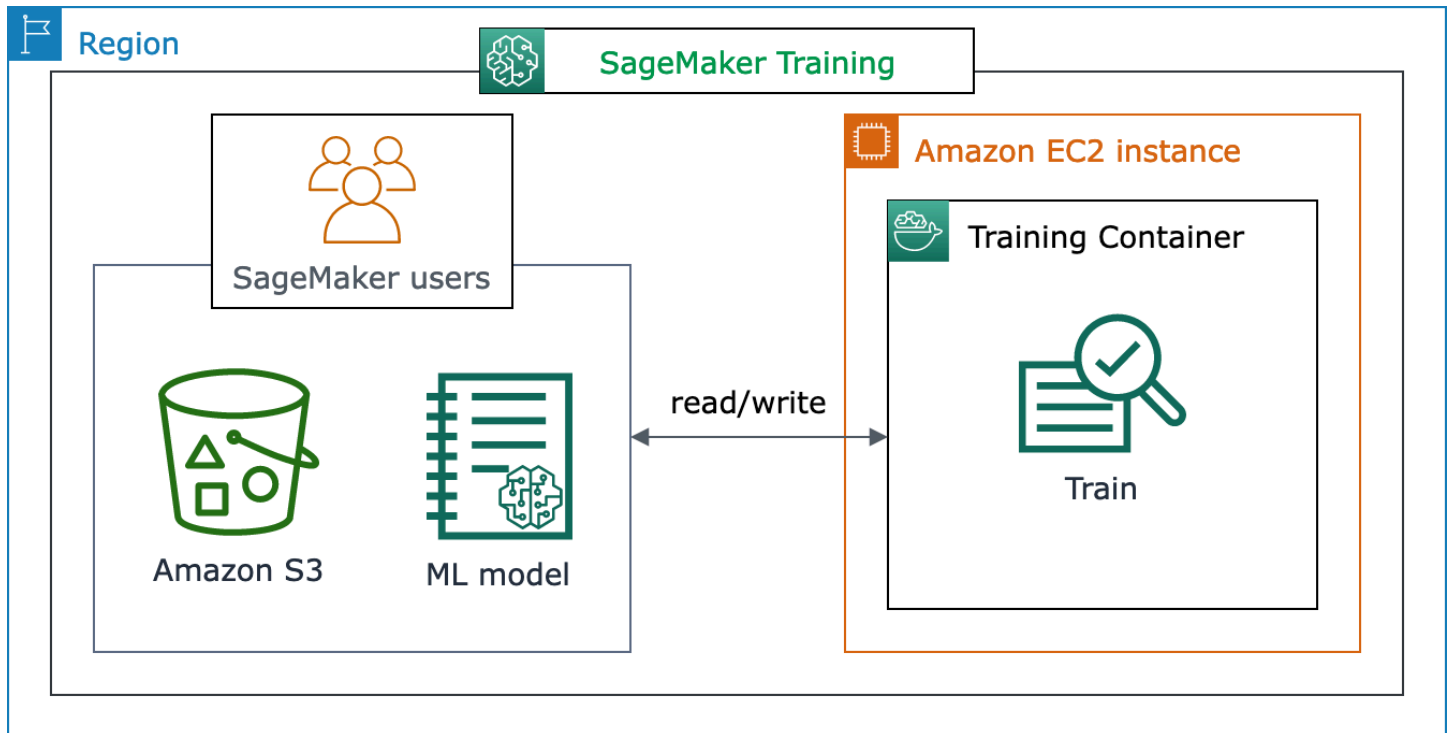 Region
SageMaker Training
SageMaker users
Amazon EC2 instance
Training Container
read/write
Train
Amazon S3
ML model